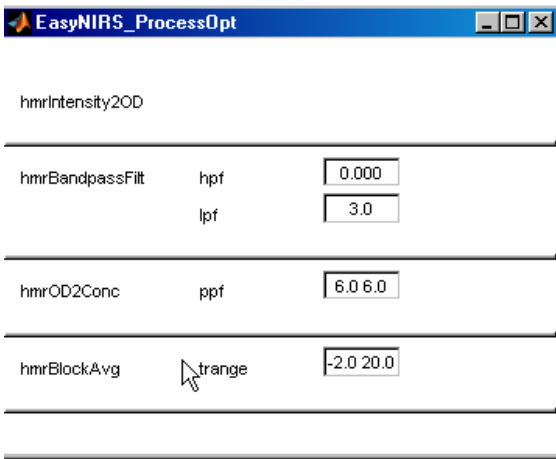 EasyNIRS_ProcessOpt
hmrIntensity2OD
hmrBandpassFilt hpf 0.000
lpf 3.0
hmrOD2Conc ppf 6.0 6.0
hmrBlockAvg trange -2.0 20.0